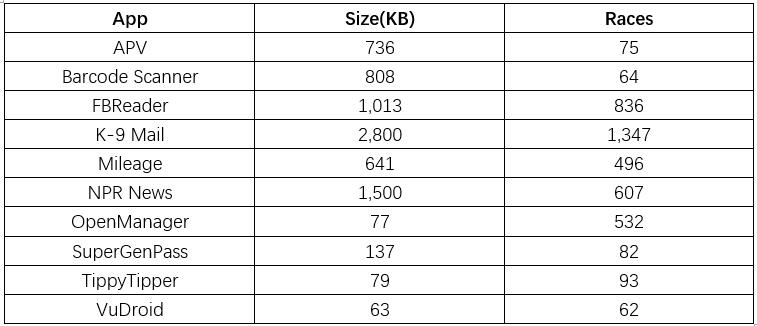 App Size(KB) Races
APV 736 75
Barcode Scanner 808 64
FBReader 1,013 836
K-9 Mail 2,800 1,347
Mileage 641 496
NPR News 1,500 607
OpenManager 77 532
SuperGenPass 137 82
TippyTipper 79 93
VuDroid 63 62